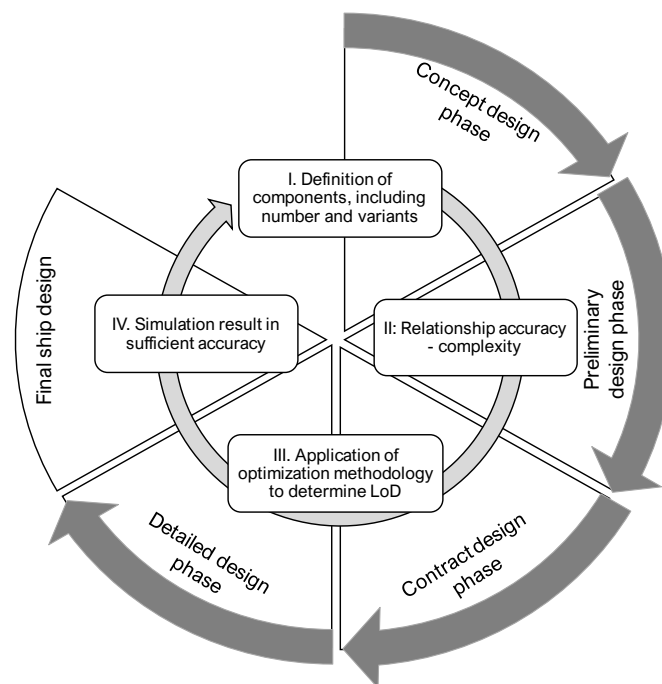 Concept design
phase
I. Definition of
components, including
number and variants
II: Relationship accuracy
- complexity
Preliminary
design phase
III. Application of
optimization methodology
to determine LoD
Contract design
phase
Detailed design
phase
IV. Simulation result in
sufficient accuracy
Final ship design